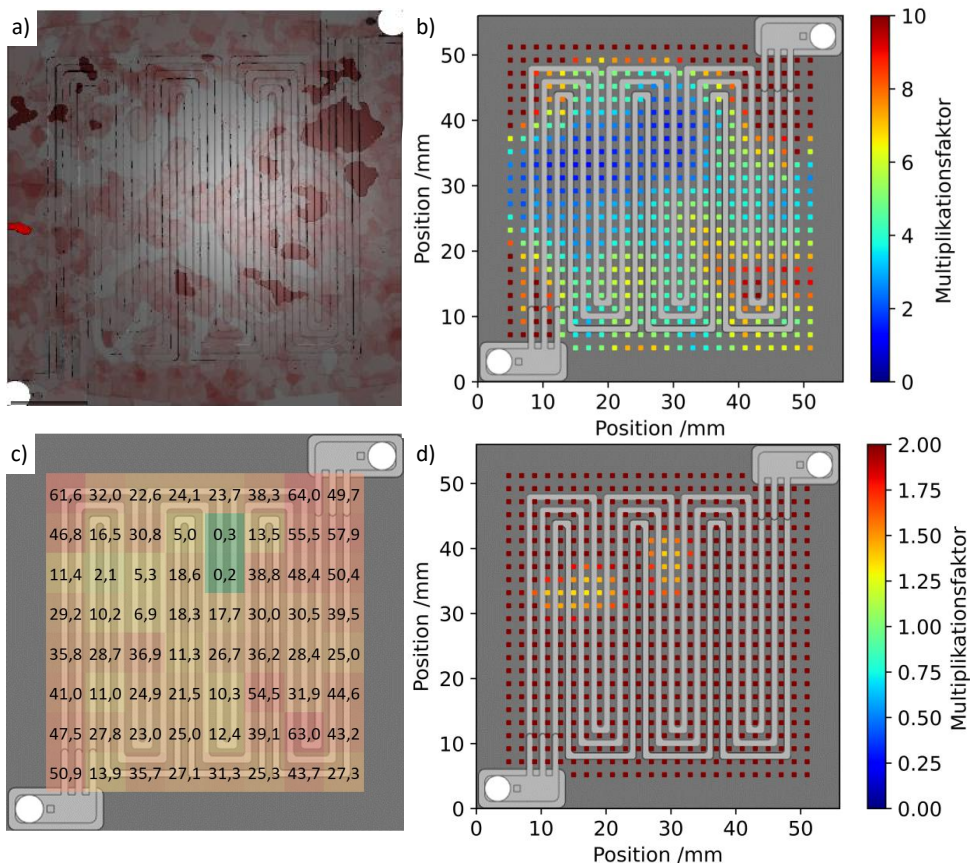 a)
b)
10
8
6
4
2
0
Multiplikationsfaktor
50
40
30
20
10
0
Position /mm
0 10 20 30 40 50
Position /mm
c)
61,6 32,0 22,6 24,1 23,7 38,3 64,0 49,7
46,8 16,5 30,8 5,0 0,3 13,5 55,5 57,9
11,4 2,1 5,3 18,6 0,2 38,8 48,4 50,4
29,2 10,2 6,9 18,3 17,7 30,0 30,5 39,5
35,8 28,7 36,9 11,3 26,7 36,2 28,4 25,0
41,0 11,0 24,9 21,5 10,3 54,5 31,9 44,6
47,5 27,8 23,0 25,0 12,4 39,1 63,0 43,2
50,9 13,9 35,7 27,1 31,3 25,3 43,7 27,3
d)
2.00
1.75
1.50
1.25
1.00
0.75
0.50
0.25
0.00
Multiplikationsfaktor
50
40
30
20
10
0
Position /mm
0 10 20 30 40 50
Position /mm